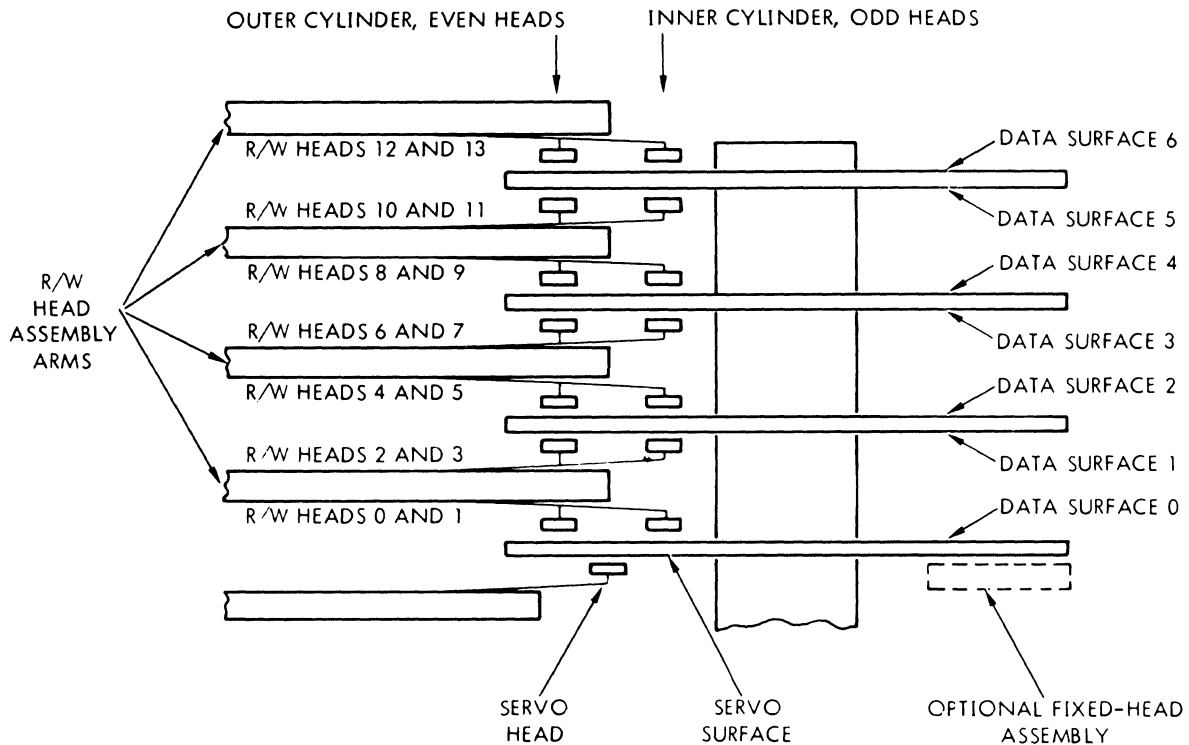 OUTER CYLINDER, EVEN HEADS
INNER CYLINDER, ODD HEADS
R/W HEADS 12 AND 13
DATA SURFACE 6
R/W HEADS 10 AND 11
DATA SURFACE 5
R/W HEADS 8 AND 9
DATA SURFACE 4
R/W
HEAD
ASSEMBLY
ARMS
R/W HEADS 6 AND 7
DATA SURFACE 3
R/W HEADS 4 AND 5
DATA SURFACE 2
R/W HEADS 2 AND 3
DATA SURFACE 1
R/W HEADS 0 AND 1
DATA SURFACE 0
SERVO
HEAD
SERVO
SURFACE
OPTIONAL FIXED-HEAD
ASSEMBLY